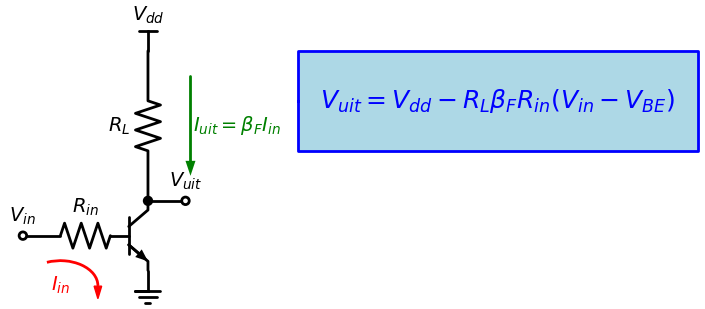 V_dd
R_L
I_uit = β_F I_in
V_uit = V_dd − R_L β_F R_in (V_in − V_BE)
V_uit
V_in
R_in
I_in